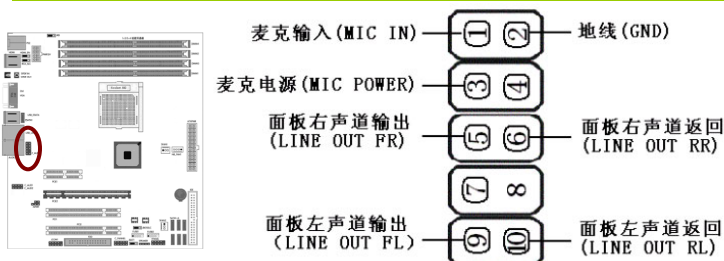 麦克输入(MIC IN)
1
2
地线(GND)
麦克电源(MIC POWER)
3
4
面板右声道输出
(LINE OUT FR)
5
6
面板右声道返回
(LINE OUT RR)
7
8
面板左声道输出
(LINE OUT FL)
9
10
面板左声道返回
(LINE OUT RL)